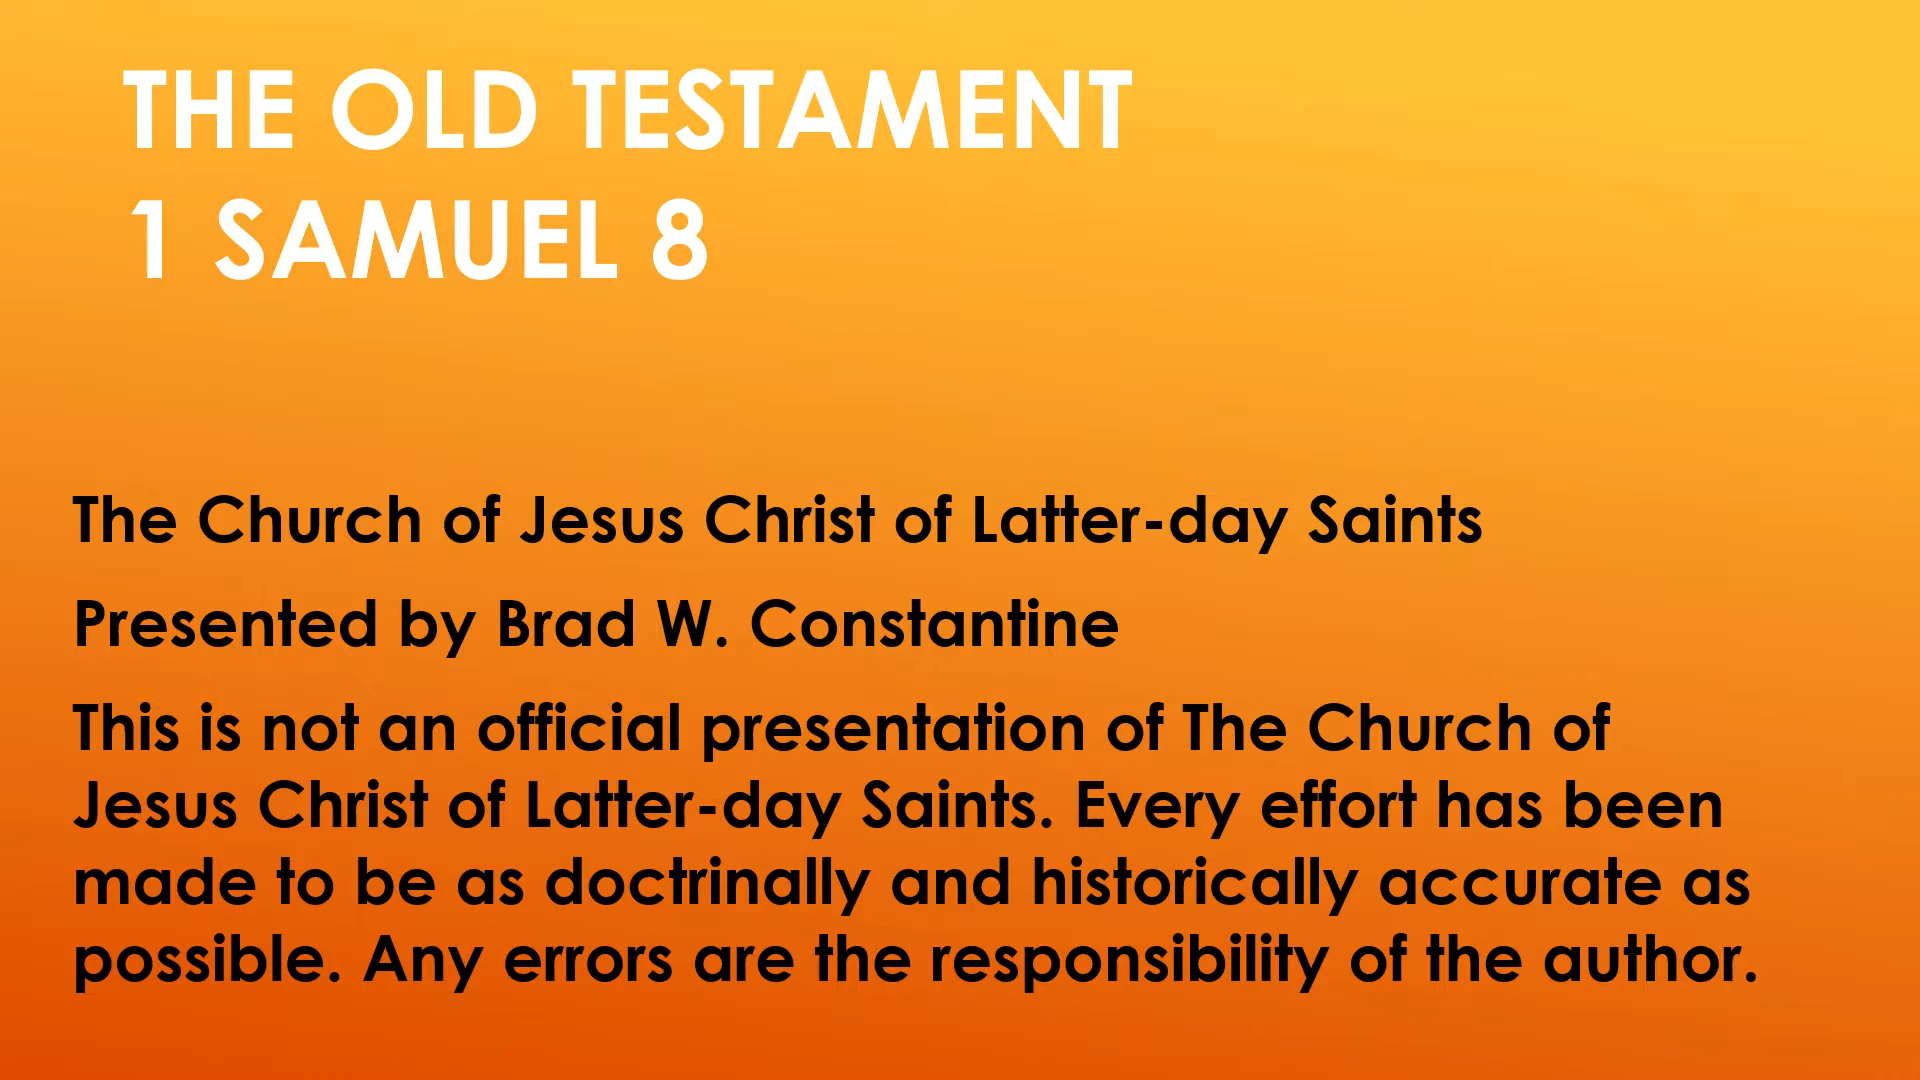 THE OLD TESTAMENT
1 SAMUEL 8
The Church of Jesus Christ of Latter-day Saints
Presented by Brad W. Constantine
This is not an official presentation of The Church of
Jesus Christ of Latter-day Saints. Every effort has been
made to be as doctrinally and historically accurate as
possible. Any errors are the responsibility of the author.